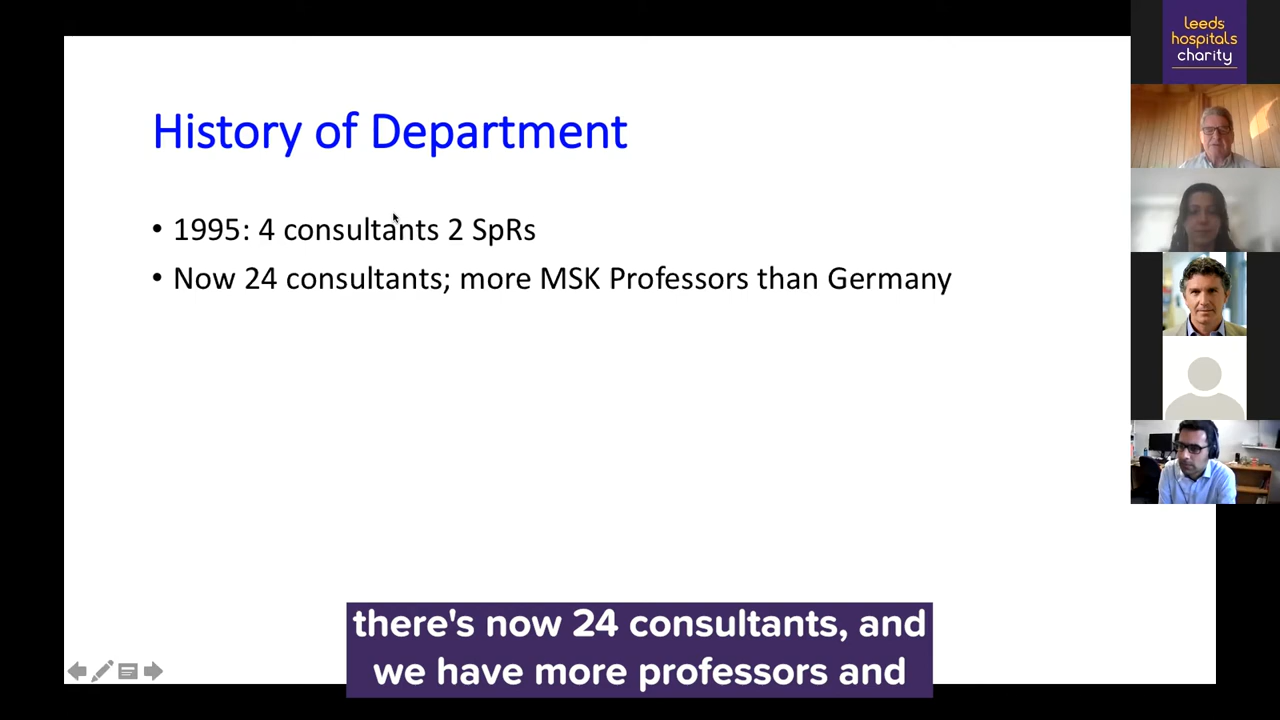 leeds
hospitals
charity
History of Department
• 1995: 4 consultants 2 SpRs
• Now 24 consultants; more MSK Professors than Germany
there's now 24 consultants, and
we have more professors and